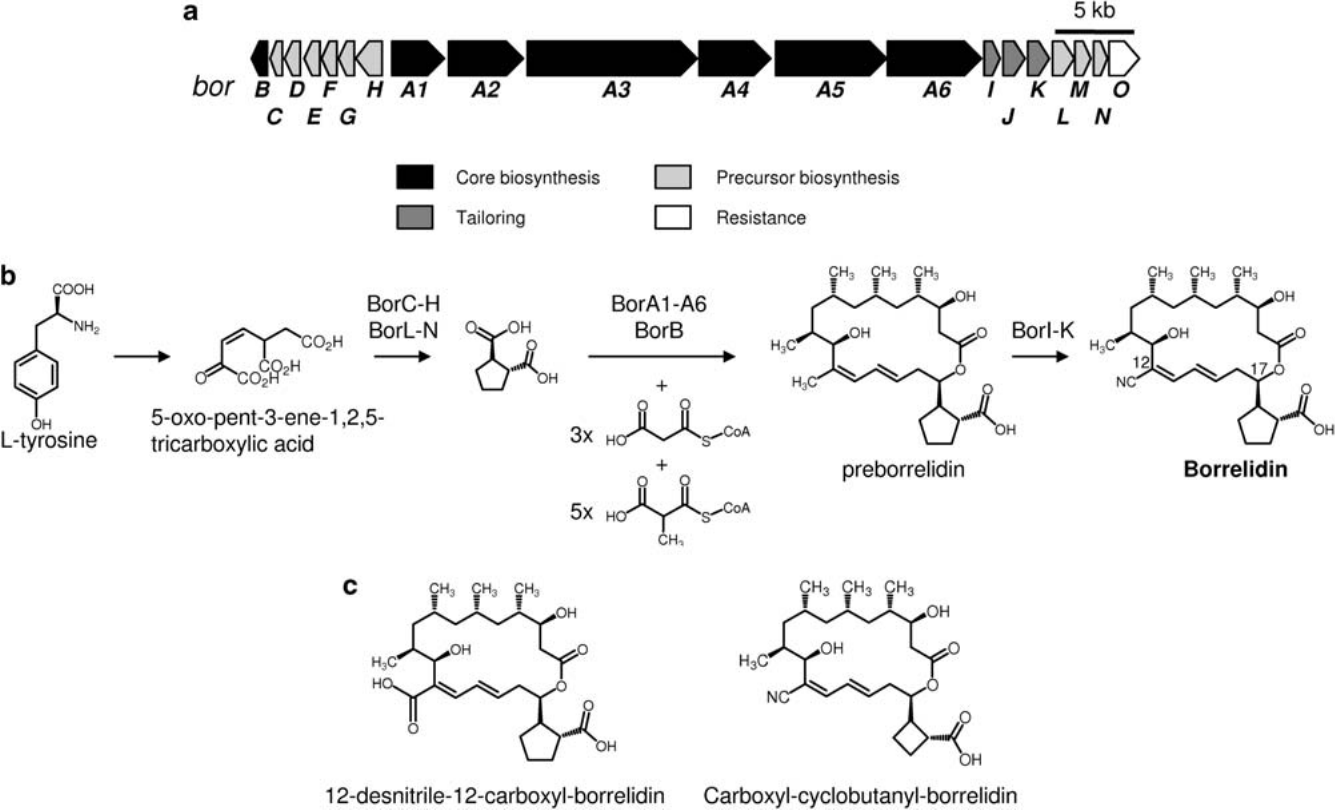 a
5 kb
bor
B D F H A1 A2 A3 A4 A5 A6 I K M O
C E G J L N
Core biosynthesis Precursor biosynthesis
Tailoring Resistance
b
COOH
NH₂
OH
L-tyrosine
O
CO₂H
CO₂H
CO₂H
5-oxo-pent-3-ene-1,2,5-
tricarboxylic acid
BorC-H
BorL-N
O
OH
O
OH
BorA1-A6
BorB
+
3x
O O
HO S CoA
+
5x
O O
HO S CoA
CH₃
CH₃ CH₃ CH₃
OH
OH
H₃C
O
H₃C
O
O
OH
preborrelidin
BorI-K
CH₃ CH₃ CH₃
OH
OH
H₃C
O
12
17 O
NC
O
OH
Borrelidin
c
CH₃ CH₃ CH₃
OH
OH
H₃C
O
HO
O
O
O
OH
12-desnitrile-12-carboxyl-borrelidin
CH₃ CH₃ CH₃
OH
OH
H₃C
O
NC
O
O
OH
Carboxyl-cyclobutanyl-borrelidin